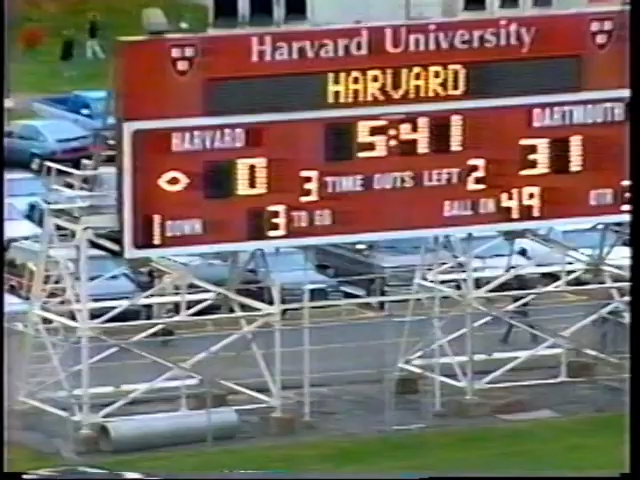 Harvard University
HARVARD
HARVARD 5:41 DARTMOUTH
0 3 TIME OUTS LEFT 2 31
1 DOWN 3 TO GO BALL ON 49 QTR